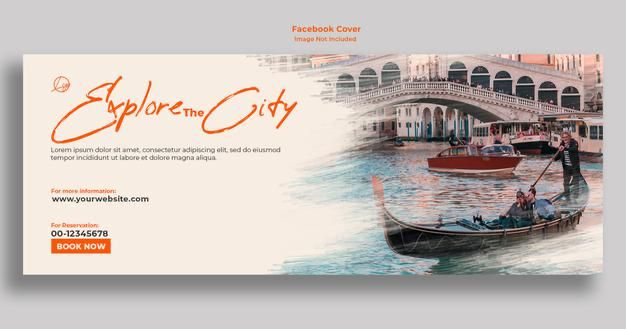 Facebook Cover
Image Not Included
Explore The City
Lorem ipsum dolor sit amet, consectetur adipiscing elit, sed do eiusmod
tempor incididunt ut labore et dolore magna aliqua.
For more information:
www.yourwebsite.com
For Reservation:
00-12345678
BOOK NOW